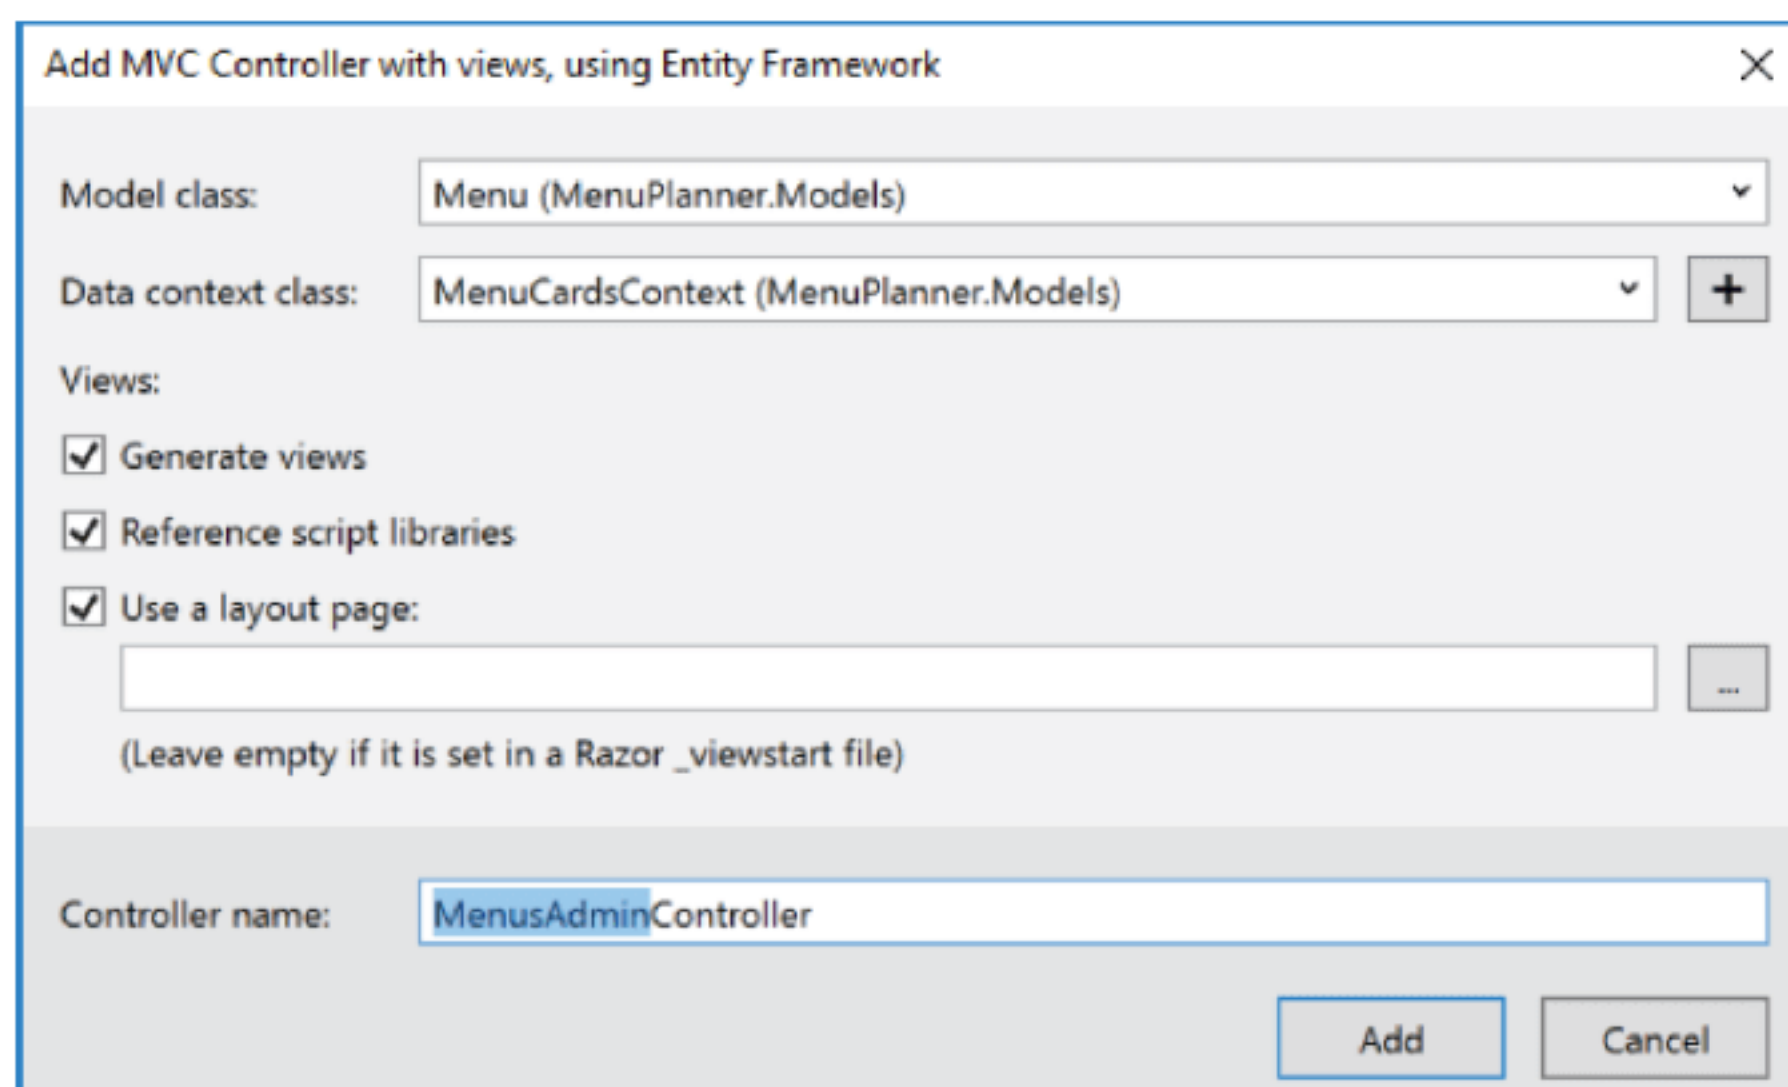 Add MVC Controller with views, using Entity Framework
Model class: Menu (MenuPlanner.Models)
Data context class: MenuCardsContext (MenuPlanner.Models) +
Views:
Generate views
Reference script libraries
Use a layout page:
...
(Leave empty if it is set in a Razor _viewstart file)
Controller name: MenusAdminController
Add Cancel